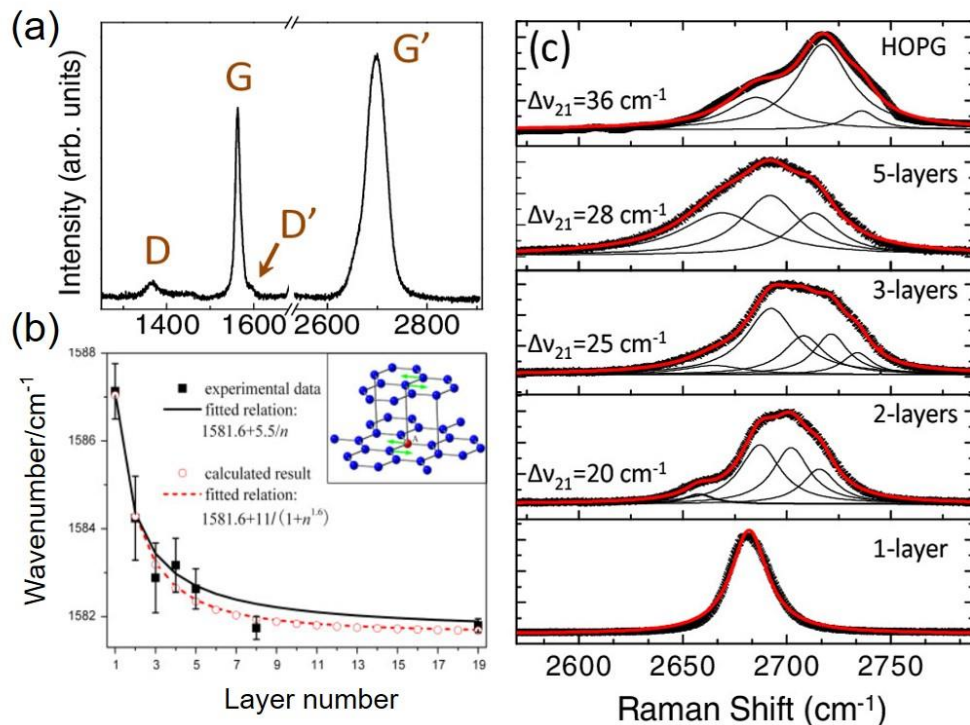 (a)
Intensity (arb. units)
D
G
D'
G'
1400 1600 2600 2800
(b)
Wavenumber/cm⁻¹
1588
1586
1584
1582
experimental data
fitted relation:
1581.6+5.5/n
calculated result
fitted relation:
1581.6+11/(1+n^1.6)
A
1 3 5 7 9 11 13 15 17 19
Layer number
(c)
HOPG
Δν₂₁=36 cm⁻¹
5-layers
Δν₂₁=28 cm⁻¹
3-layers
Δν₂₁=25 cm⁻¹
2-layers
Δν₂₁=20 cm⁻¹
1-layer
2600 2650 2700 2750
Raman Shift (cm⁻¹)